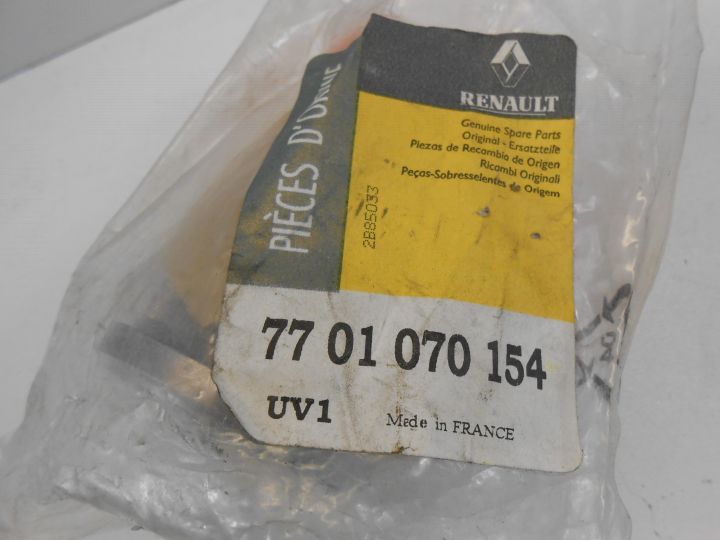 RENAULT
Genuine Spare Parts
Original - Ersatzteile
Piezas de Recambio de Origen
Ricambi Originali
Peças-Sobresselentes de Origem
PIÈCES D'ORIGINE
2B85033
77 01 070 154
UV1
Made in FRANCE